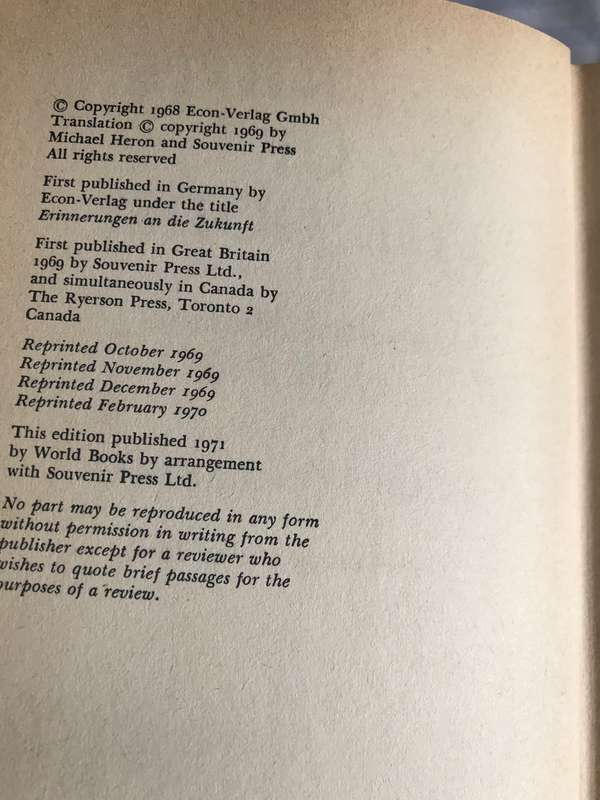 © Copyright 1968 Econ-Verlag Gmbh
Translation © copyright 1969 by
Michael Heron and Souvenir Press
All rights reserved
First published in Germany by
Econ-Verlag under the title
Erinnerungen an die Zukunft
First published in Great Britain
1969 by Souvenir Press Ltd.,
and simultaneously in Canada by
The Ryerson Press, Toronto 2
Canada
Reprinted October 1969
Reprinted November 1969
Reprinted December 1969
Reprinted February 1970
This edition published 1971
by World Books by arrangement
with Souvenir Press Ltd.
No part may be reproduced in any form
without permission in writing from the
publisher except for a reviewer who
wishes to quote brief passages for the
purposes of a review.